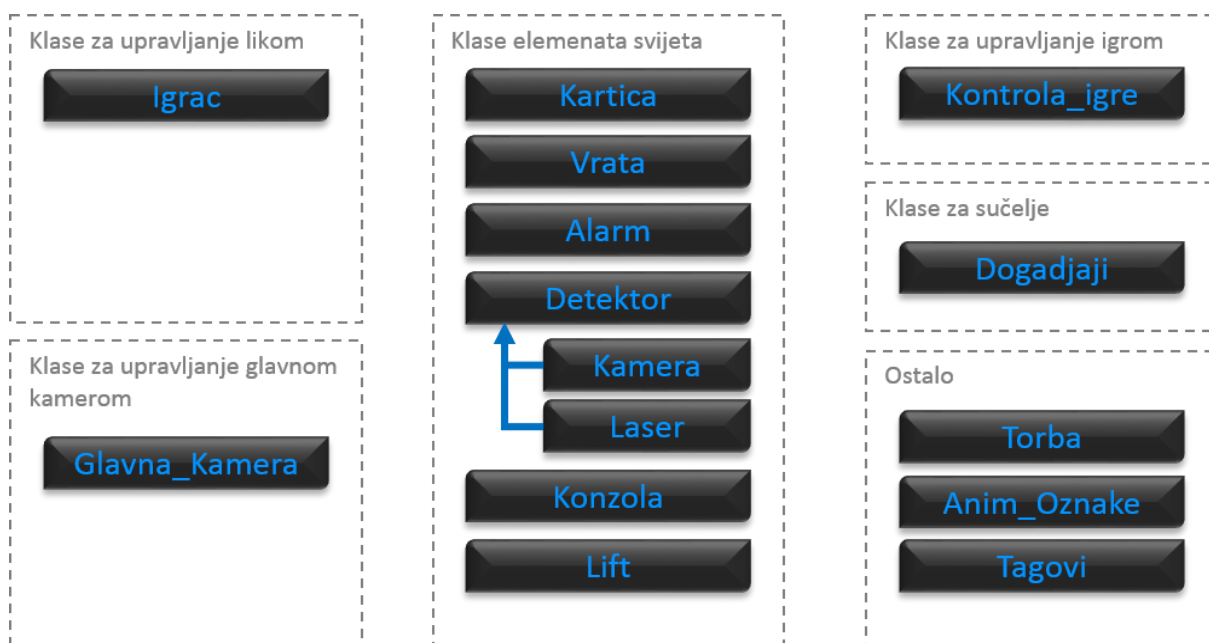 Klase za upravljanje likom
Igrac
Klase za upravljanje glavnom
kamerom
Glavna_Kamera
Klase elemenata svijeta
Kartica
Vrata
Alarm
Detektor
Kamera
Laser
Konzola
Lift
Klase za upravljanje igrom
Kontrola_igre
Klase za sučelje
Dogadjaji
Ostalo
Torba
Anim_Oznake
Tagovi